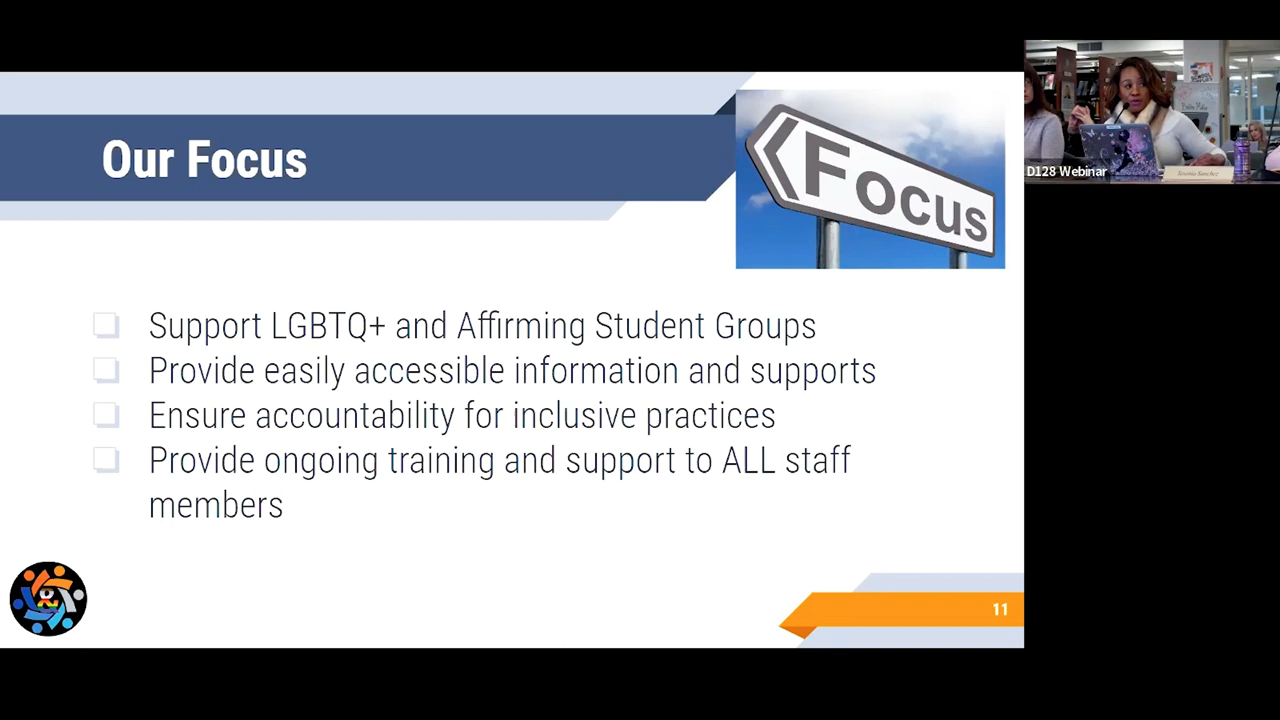 Our Focus
Focus
Support LGBTQ+ and Affirming Student Groups
Provide easily accessible information and supports
Ensure accountability for inclusive practices
Provide ongoing training and support to ALL staff
members
11
D128 Webinar